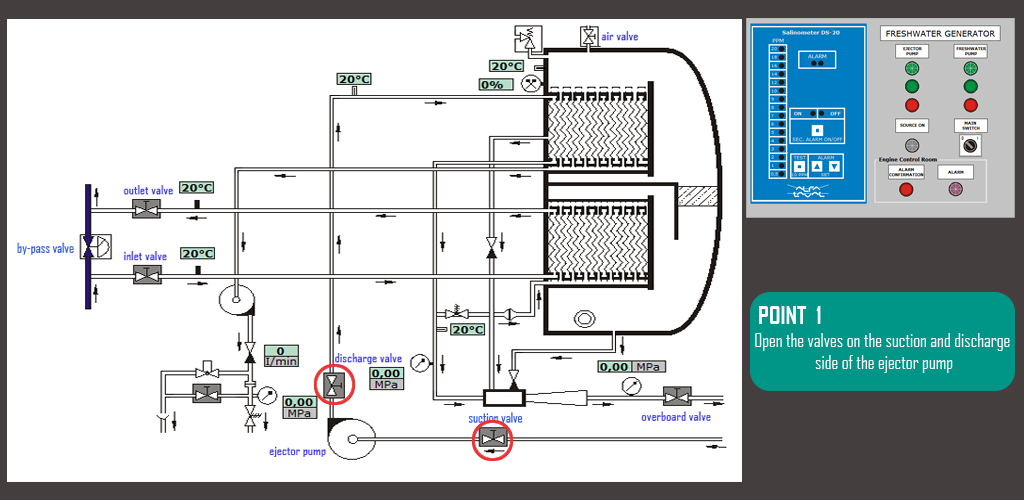 air valve
20°C
0%
20°C
outlet valve
20°C
by-pass valve
inlet valve
20°C
20°C
0
l/min
discharge valve
0,00
MPa
0,00 MPa
0,00
MPa
suction valve
overboard valve
ejector pump
Salinometer DS-20
PPM
20
18
16
14
12
10
9
8
7
6
5
4
3
2
1
0.5
ALARM
ON OFF
SEC. ALARM ON/OFF
TEST
10 PPM
ALARM
SET
ALFA
LAVAL
FRESHWATER GENERATOR
EJECTOR
PUMP
FRESHWATER
PUMP
SOURCE ON
MAIN
SWITCH
Engine Control Room
ALARM
CONFIRMATION
ALARM
POINT 1
Open the valves on the suction and discharge
side of the ejector pump